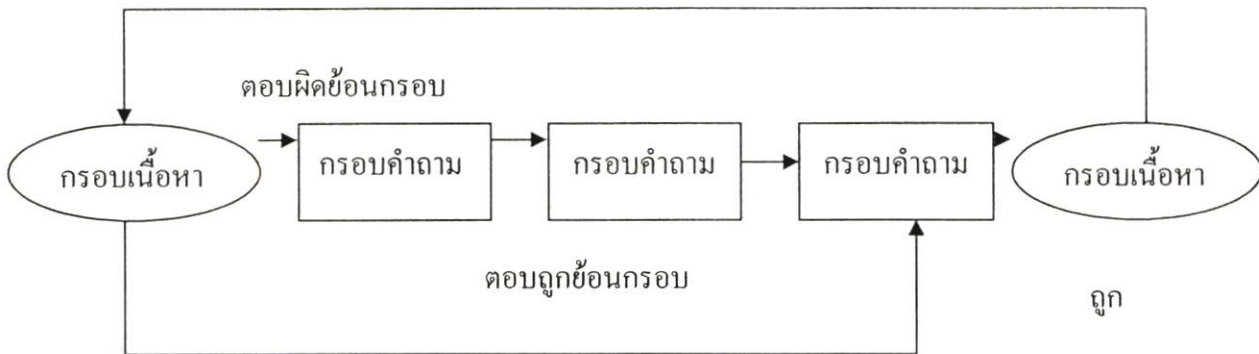 ตอบผิดย้อนกรอบ
กรอบเนื้อหา
กรอบคำถาม
กรอบคำถาม
กรอบคำถาม
กรอบเนื้อหา
ตอบถูกย้อนกรอบ
ถูก